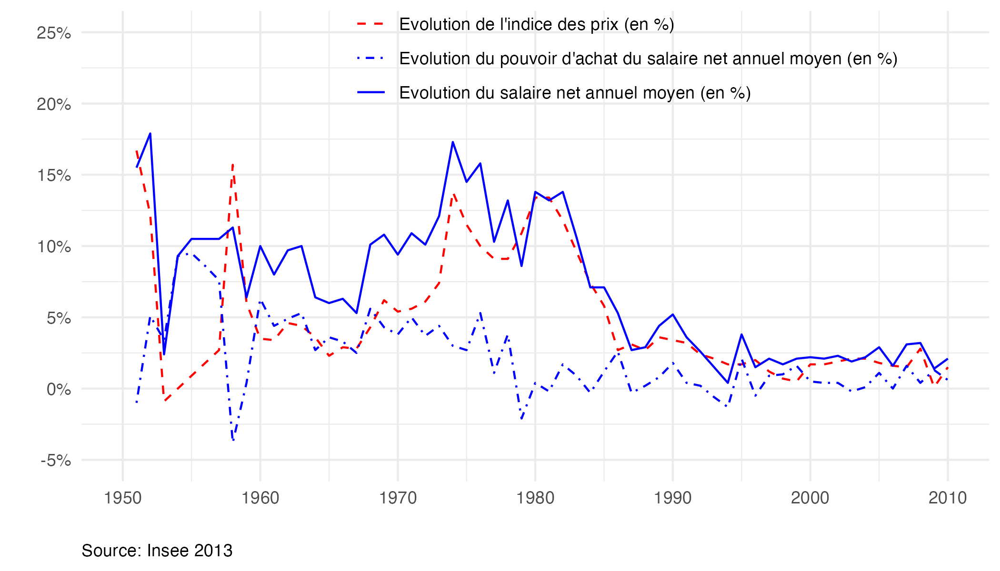 Evolution de l'indice des prix (en %)
Evolution du pouvoir d'achat du salaire net annuel moyen (en %)
Evolution du salaire net annuel moyen (en %)
25%
20%
15%
10%
5%
0%
-5%
1950 1960 1970 1980 1990 2000 2010
Source: Insee 2013